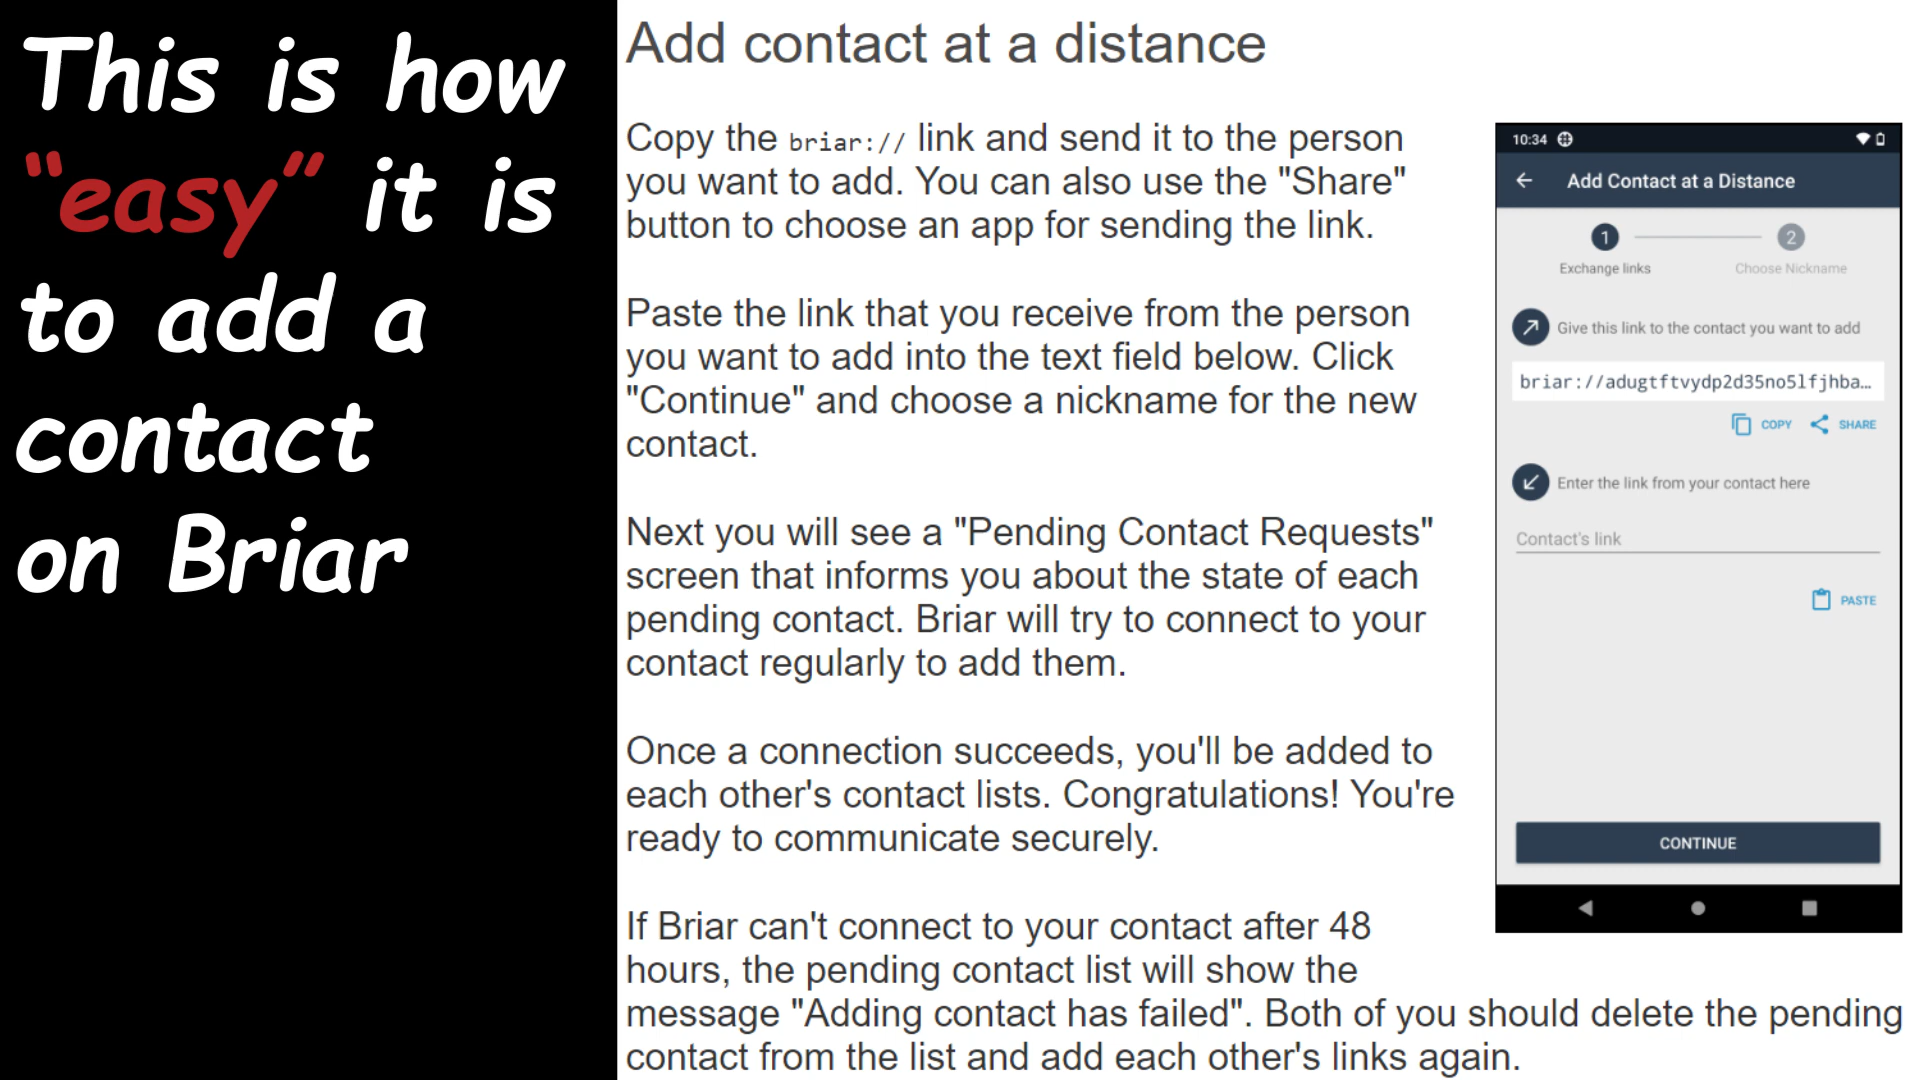 This is how
“easy” it is
to add a
contact
on Briar
Add contact at a distance
Copy the briar:// link and send it to the person
you want to add. You can also use the "Share"
button to choose an app for sending the link.
Paste the link that you receive from the person
you want to add into the text field below. Click
"Continue" and choose a nickname for the new
contact.
Next you will see a "Pending Contact Requests"
screen that informs you about the state of each
pending contact. Briar will try to connect to your
contact regularly to add them.
Once a connection succeeds, you'll be added to
each other's contact lists. Congratulations! You're
ready to communicate securely.
If Briar can't connect to your contact after 48
hours, the pending contact list will show the
message "Adding contact has failed". Both of you should delete the pending
contact from the list and add each other's links again.
10:34
Add Contact at a Distance
1 2
Exchange links Choose Nickname
Give this link to the contact you want to add
briar://adugtftvydp2d35no5lfjhba…
COPY SHARE
Enter the link from your contact here
Contact's link
PASTE
CONTINUE